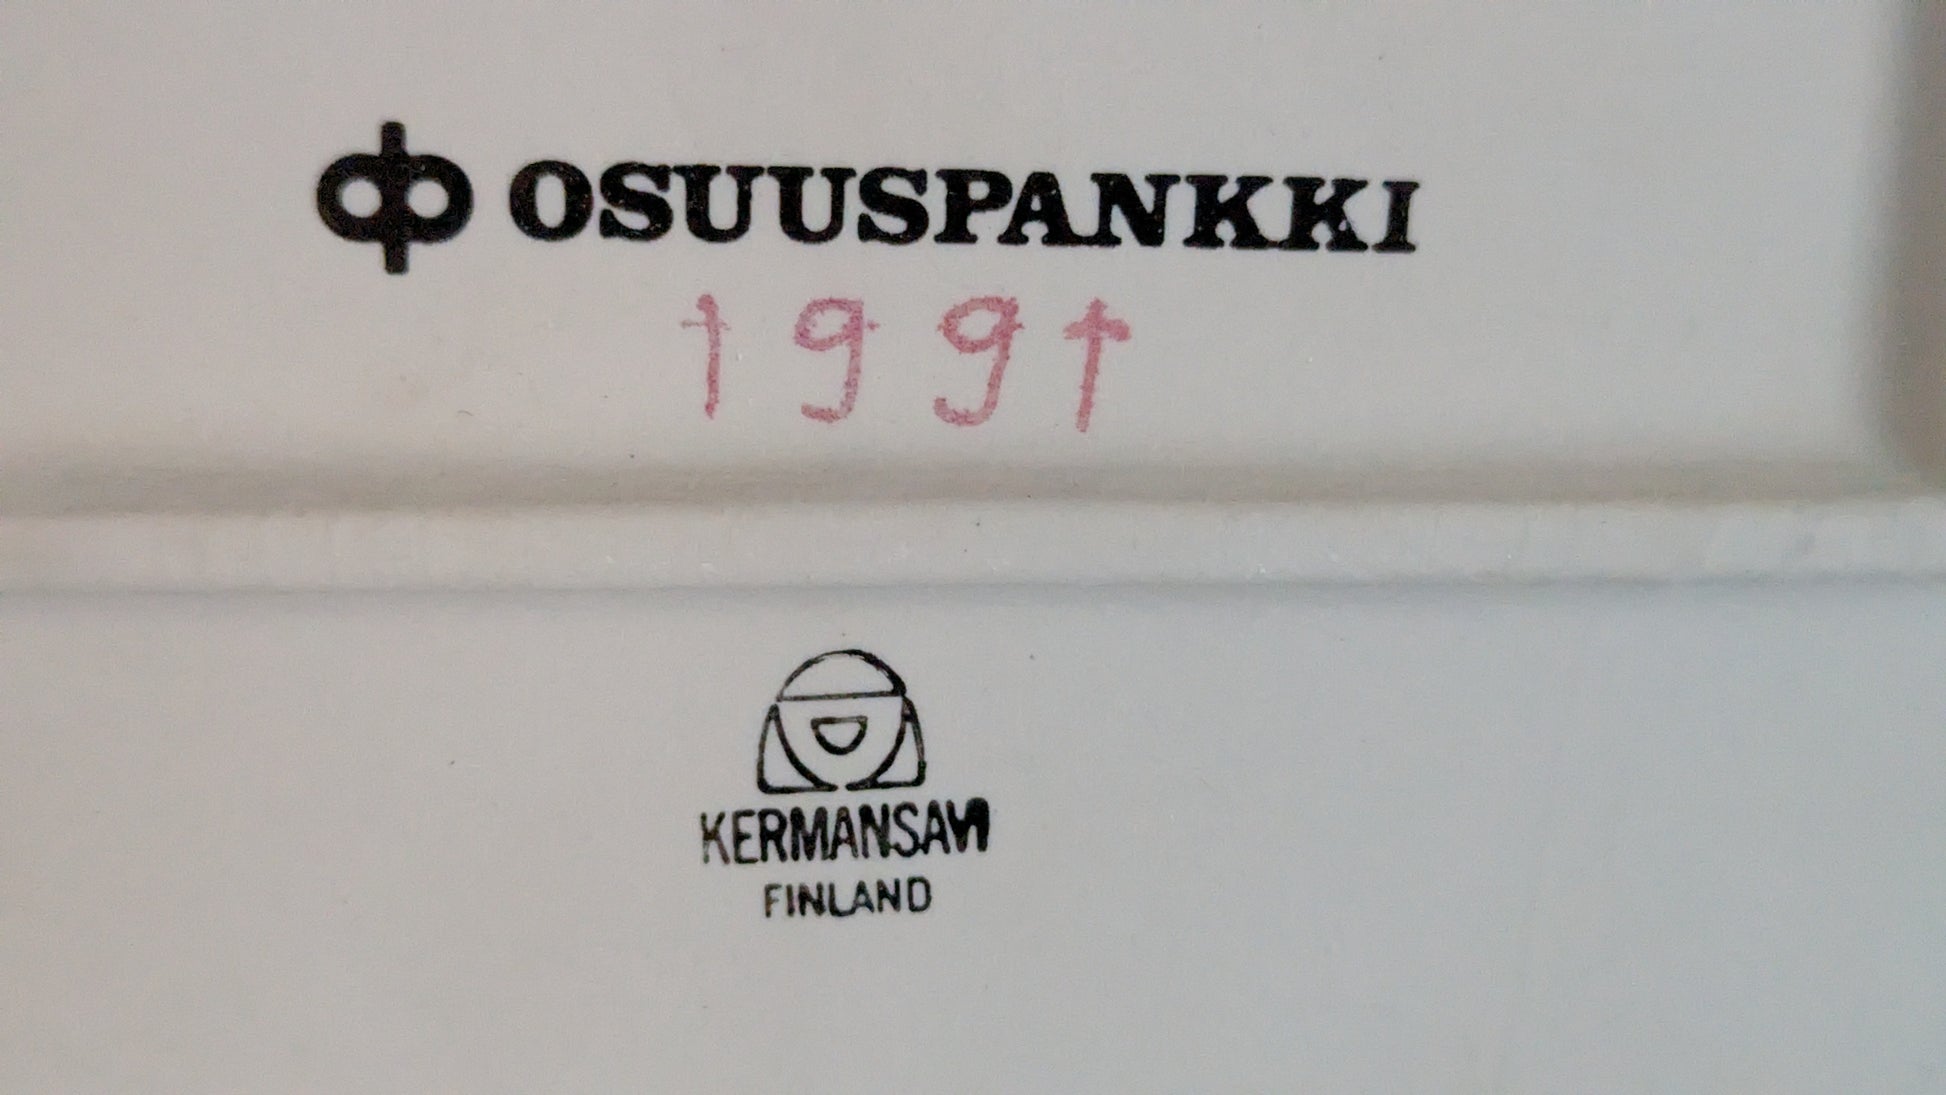 OSUUSPANKKI
1991
KERMANSAVI
FINLAND